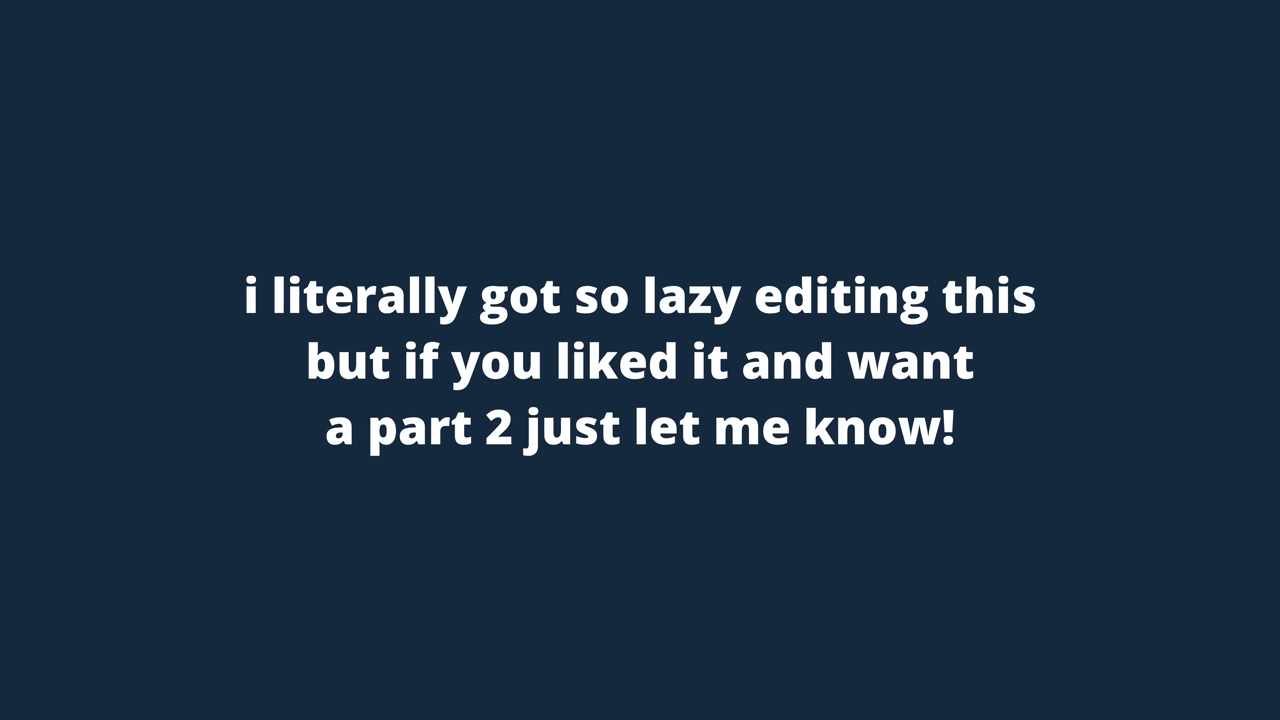 i literally got so lazy editing this
but if you liked it and want
a part 2 just let me know!